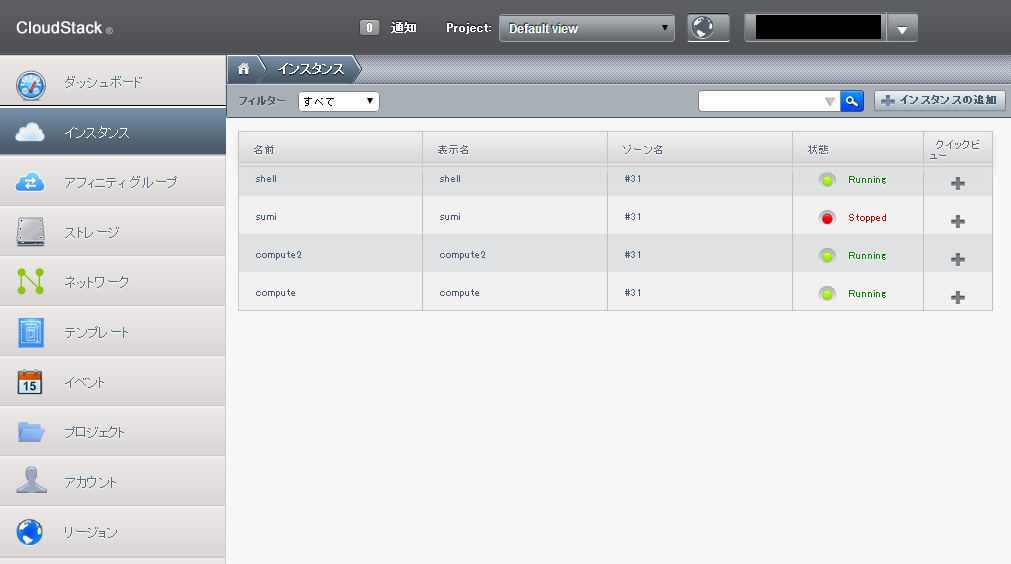 CloudStack ®
0 通知 Project: Default view
ダッシュボード
インスタンス
アフィニティグループ
ストレージ
ネットワーク
テンプレート
イベント
15
プロジェクト
アカウント
リージョン
インスタンス
フィルター すべて インスタンスの追加
名前 表示名 ゾーン名 状態 クイックビ
ュー
shell shell #31 Running
sumi sumi #31 Stopped
compute2 compute2 #31 Running
compute compute #31 Running